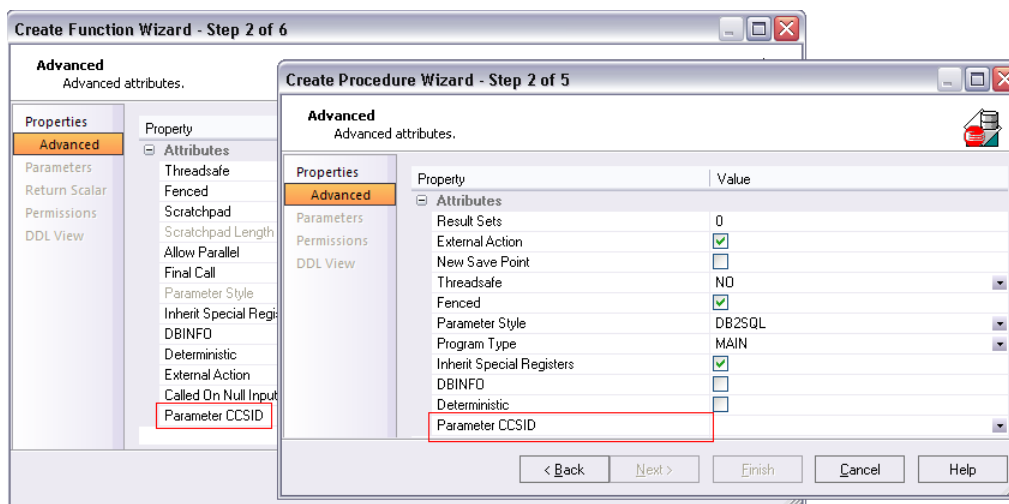 Create Function Wizard - Step 2 of 6
Advanced
Advanced attributes.
Properties
Advanced
Parameters
Return Scalar
Permissions
DDL View
Property
Attributes
Threadsafe
Fenced
Scratchpad
Scratchpad Length
Allow Parallel
Final Call
Parameter Style
Inherit Special
DBINFO
Deterministic
External Action
Called On Null Input
Parameter CCSID
Create Procedure Wizard - Step 2 of 5
Advanced
Advanced attributes.
Properties
Advanced
Parameters
Permissions
DDL View
Property Value
Attributes
Result Sets 0
External Action
New Save Point
Threadsafe NO
Fenced
Parameter Style DB2SQL
Program Type MAIN
Inherit Special Registers
DBINFO
Deterministic
Parameter CCSID
< Back Next > Finish Cancel Help